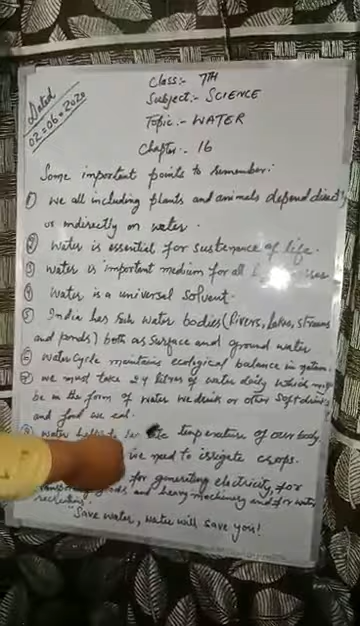 Dated
02-06-2020
Class:- 7TH
Subject:- SCIENCE
Topic:- WATER
Chapter:- 16
Some important points to remember:
① We all including plants and animals depend directly
or indirectly on water.
② Water is essential for sustenance of life.
③ Water is important medium for all
④ Water is a universal solvent.
⑤ India has rich water bodies (Rivers, Lakes, streams
and ponds) both as surface and ground water
⑥ Water Cycle maintains ecological balance in
⑦ We must take 2-4 litres of water daily which
be in the form of water we drink or other soft drinks
and food we eat.
Water helps to temperature of our body.
we need to irrigate crops.
for generating electricity, for
goods and heavy machinery and for water
recreation.
"Save water, water will save you!